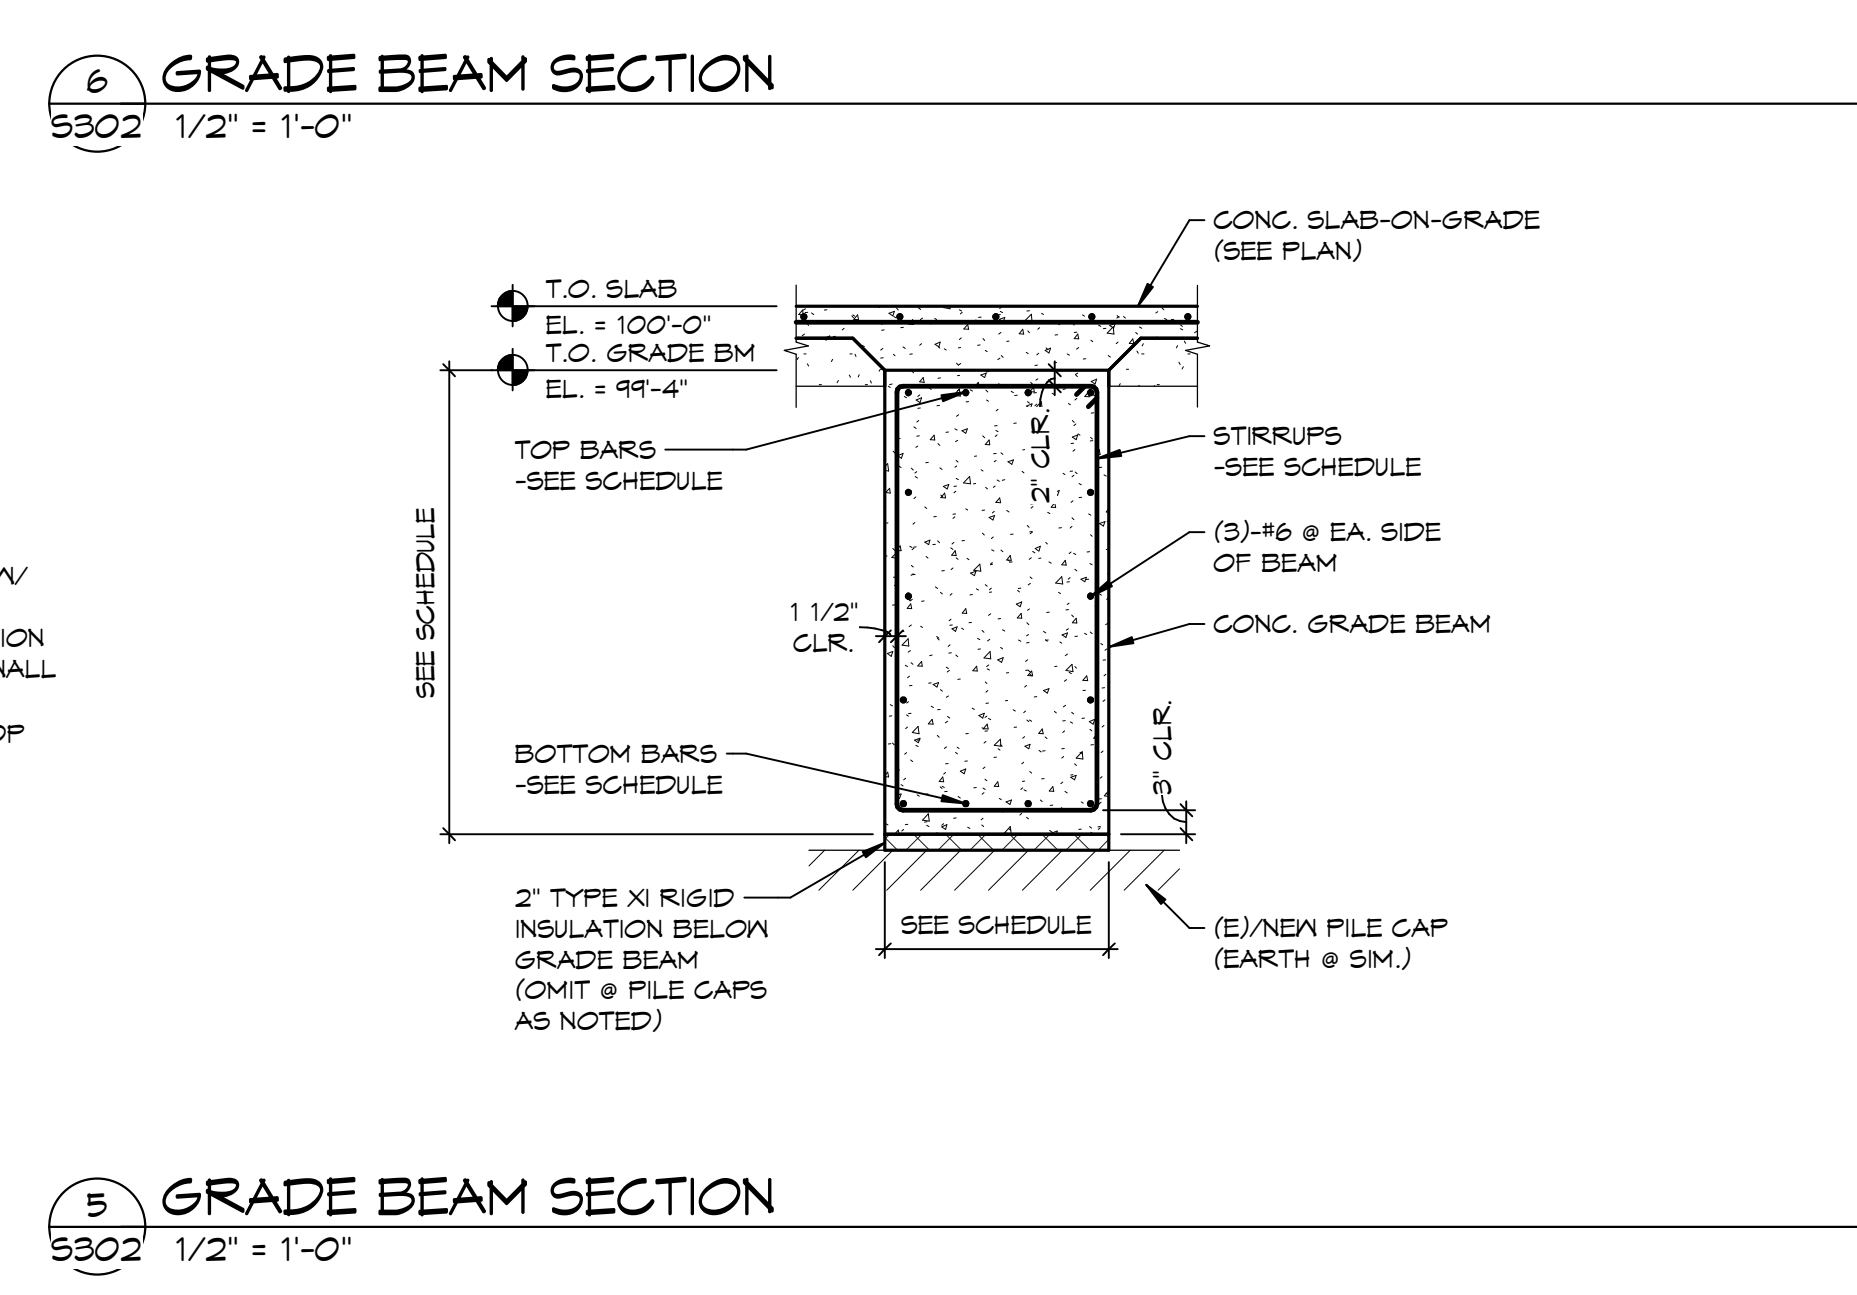 6
GRADE BEAM SECTION
S302
1/2" = 1'-0"
CONC. SLAB-ON-GRADE
(SEE PLAN)
T.O. SLAB
EL. = 100'-0"
T.O. GRADE BM
EL. = 99'-4"
TOP BARS
-SEE SCHEDULE
2" CLR.
STIRRUPS
-SEE SCHEDULE
(3)-#6 @ EA. SIDE
OF BEAM
W/
SEE SCHEDULE
1 1/2"
CLR.
CONC. GRADE BEAM
ION
WALL
OP
BOTTOM BARS
-SEE SCHEDULE
3" CLR.
2" TYPE XI RIGID
INSULATION BELOW
GRADE BEAM
(OMIT @ PILE CAPS
AS NOTED)
SEE SCHEDULE
(E)/NEW PILE CAP
(EARTH @ SIM.)
5
GRADE BEAM SECTION
S302
1/2" = 1'-0"